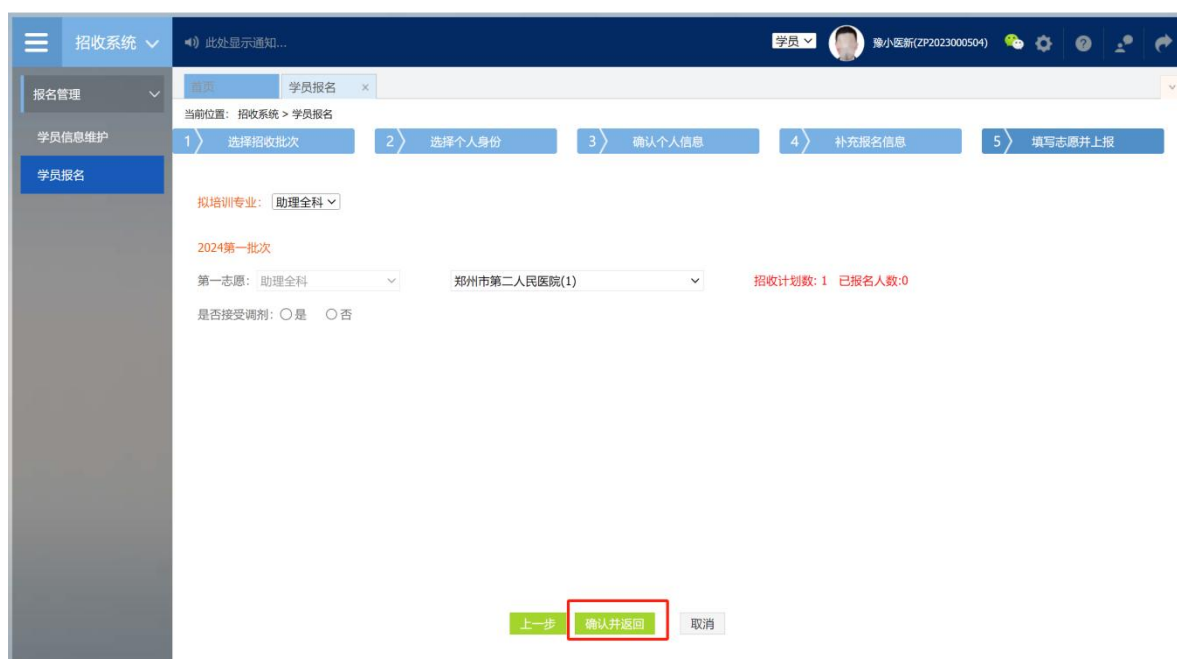 招收系统
此处显示通知...
学员
豫小医新(ZP2023000504)
报名管理
学员信息维护
学员报名
首页
学员报名 ×
当前位置: 招收系统 > 学员报名
1 选择招收批次
2 选择个人身份
3 确认个人信息
4 补充报名信息
5 填写志愿并上报
拟培训专业: 助理全科
2024第一批次
第一志愿: 助理全科 郑州市第二人民医院(1) 招收计划数: 1 已报名人数:0
是否接受调剂: 是 否
上一步 确认并返回 取消